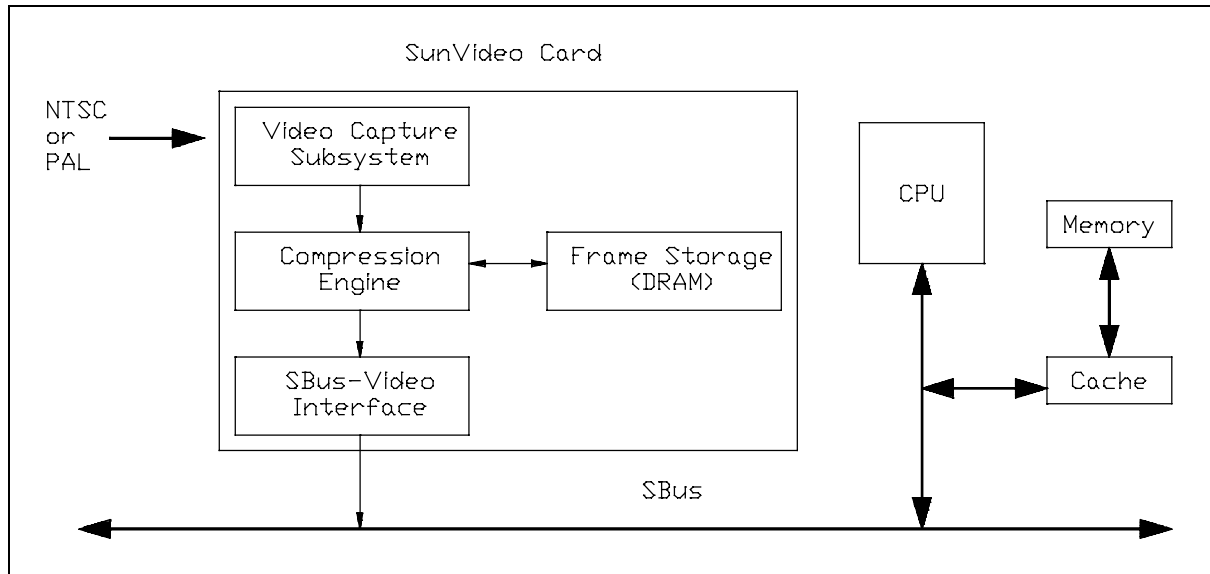 SunVideo Card
NTSC
or
PAL
Video Capture
Subsystem
CPU
Memory
Compression
Engine
Frame Storage
(DRAM)
SBus-Video
Interface
Cache
SBus